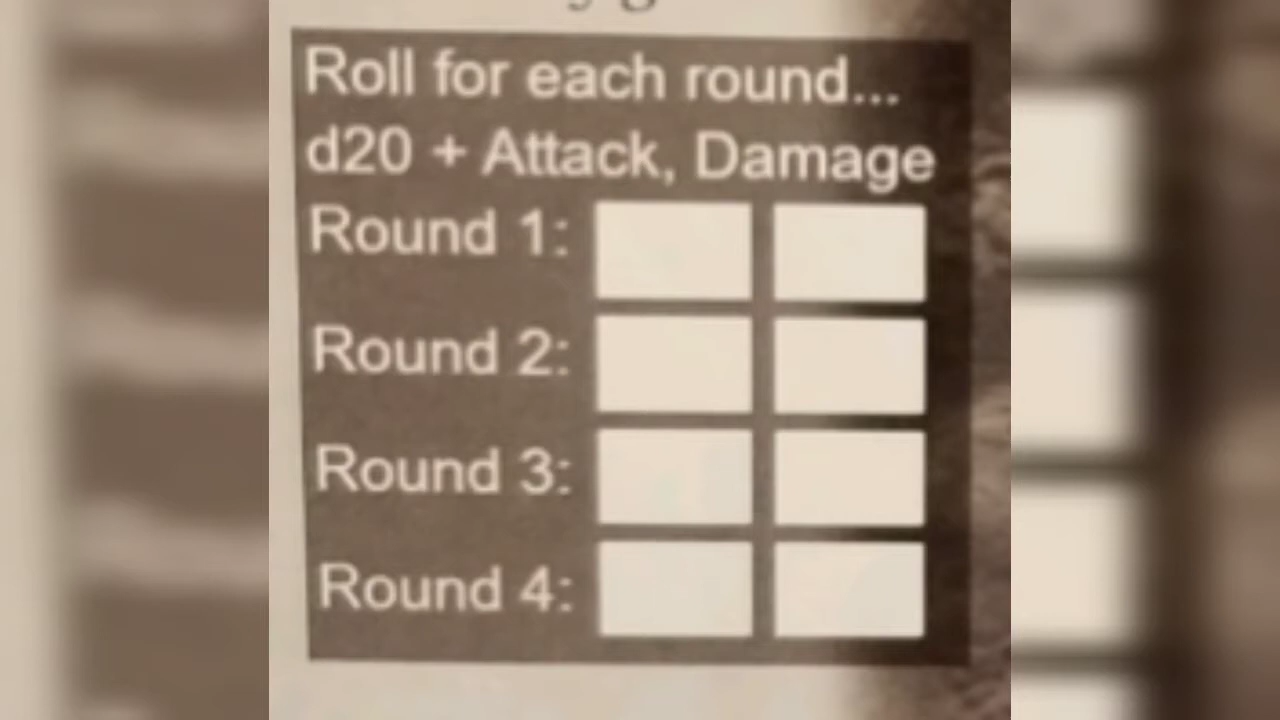 Roll for each round...
d20 + Attack, Damage
Round 1:
Round 2:
Round 3:
Round 4: